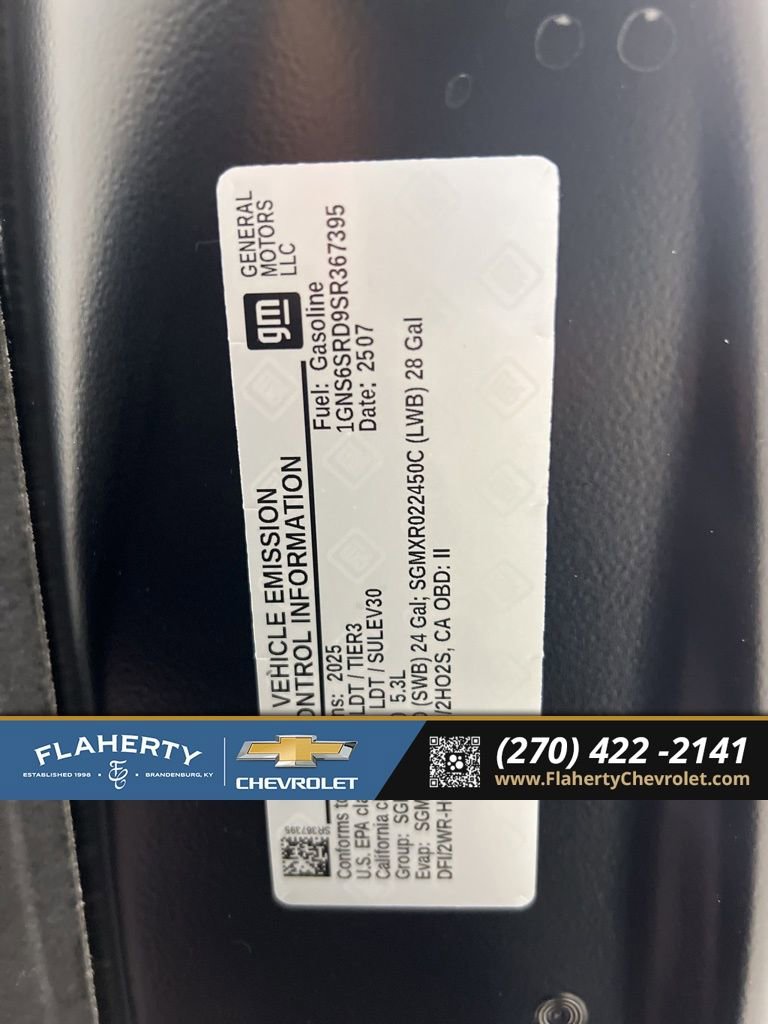 VEHICLE EMISSION
CONTROL INFORMATION
gm
GENERAL
MOTORS
LLC
Fuel: Gasoline
1GNS6SRD9SR367395
Date: 2507
SR367395
Conforms to
2025
U.S. EPA
LDT / TIER3
California
LDT / SULEV30
Group:
5.3L
Evap:
(SWB) 24 Gal; SGMXR022450C (LWB) 28 Gal
DFI/2WR-H
/2HO2S, CA OBD: II
FLAHERTY
ESTABLISHED 1998 • BRANDENBURG, KY
CHEVROLET
(270) 422 -2141
www.FlahertyChevrolet.com